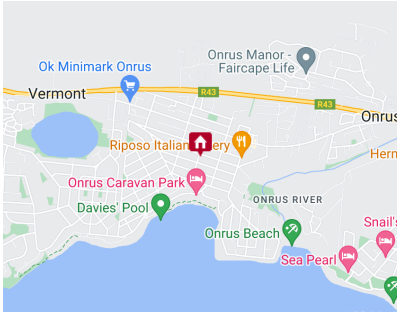 Onrus Manor -
Faircape Life
Ok Minimark Onrus
Vermont
R43
R43
Onrus
Riposo Italian
ery
Herm
Onrus Caravan Park
Davies' Pool
ONRUS RIVER
Onrus Beach
Snail's
Sea Pearl